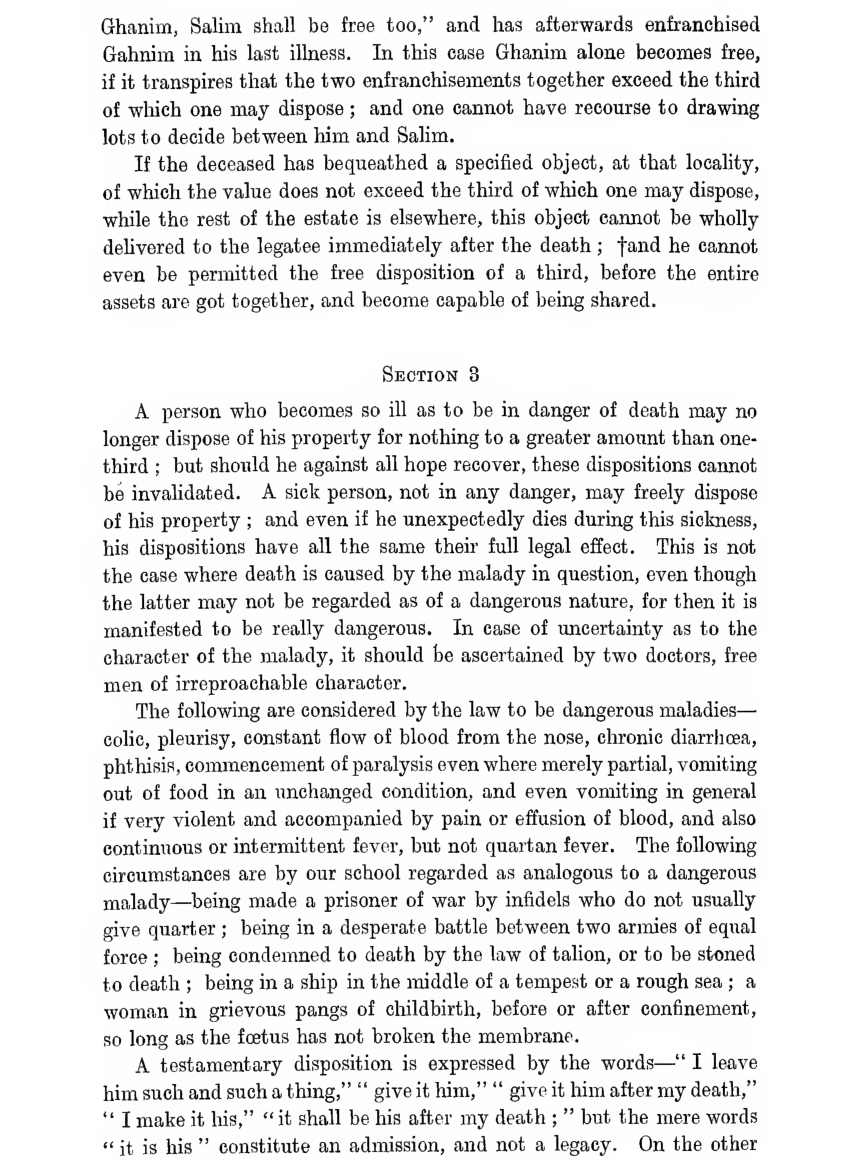 Ghanim, Salim shall be free too,” and has afterwards enfranchised
Gahnim in his last illness. In this case Ghanim alone becomes free,
if it transpires that the two enfranchisements together exceed the third
of which one may dispose ; and one cannot have recourse to drawing
lots to decide between him and Salim.
If the deceased has bequeathed a specified object, at that locality,
of which the value does not exceed the third of which one may dispose,
while the rest of the estate is elsewhere, this object cannot be wholly
delivered to the legatee immediately after the death ; †and he cannot
even be permitted the free disposition of a third, before the entire
assets are got together, and become capable of being shared.
SECTION 3
A person who becomes so ill as to be in danger of death may no
longer dispose of his property for nothing to a greater amount than one-
third ; but should he against all hope recover, these dispositions cannot
be invalidated. A sick person, not in any danger, may freely dispose
of his property ; and even if he unexpectedly dies during this sickness,
his dispositions have all the same their full legal effect. This is not
the case where death is caused by the malady in question, even though
the latter may not be regarded as of a dangerous nature, for then it is
manifested to be really dangerous. In case of uncertainty as to the
character of the malady, it should be ascertained by two doctors, free
men of irreproachable character.
The following are considered by the law to be dangerous maladies—
colic, pleurisy, constant flow of blood from the nose, chronic diarrhœa,
phthisis, commencement of paralysis even where merely partial, vomiting
out of food in an unchanged condition, and even vomiting in general
if very violent and accompanied by pain or effusion of blood, and also
continuous or intermittent fever, but not quartan fever. The following
circumstances are by our school regarded as analogous to a dangerous
malady—being made a prisoner of war by infidels who do not usually
give quarter ; being in a desperate battle between two armies of equal
force ; being condemned to death by the law of talion, or to be stoned
to death ; being in a ship in the middle of a tempest or a rough sea ; a
woman in grievous pangs of childbirth, before or after confinement,
so long as the fœtus has not broken the membrane.
A testamentary disposition is expressed by the words—“ I leave
him such and such a thing,” “ give it him,” “ give it him after my death,”
“ I make it his,” “ it shall be his after my death ; ” but the mere words
“ it is his ” constitute an admission, and not a legacy. On the other